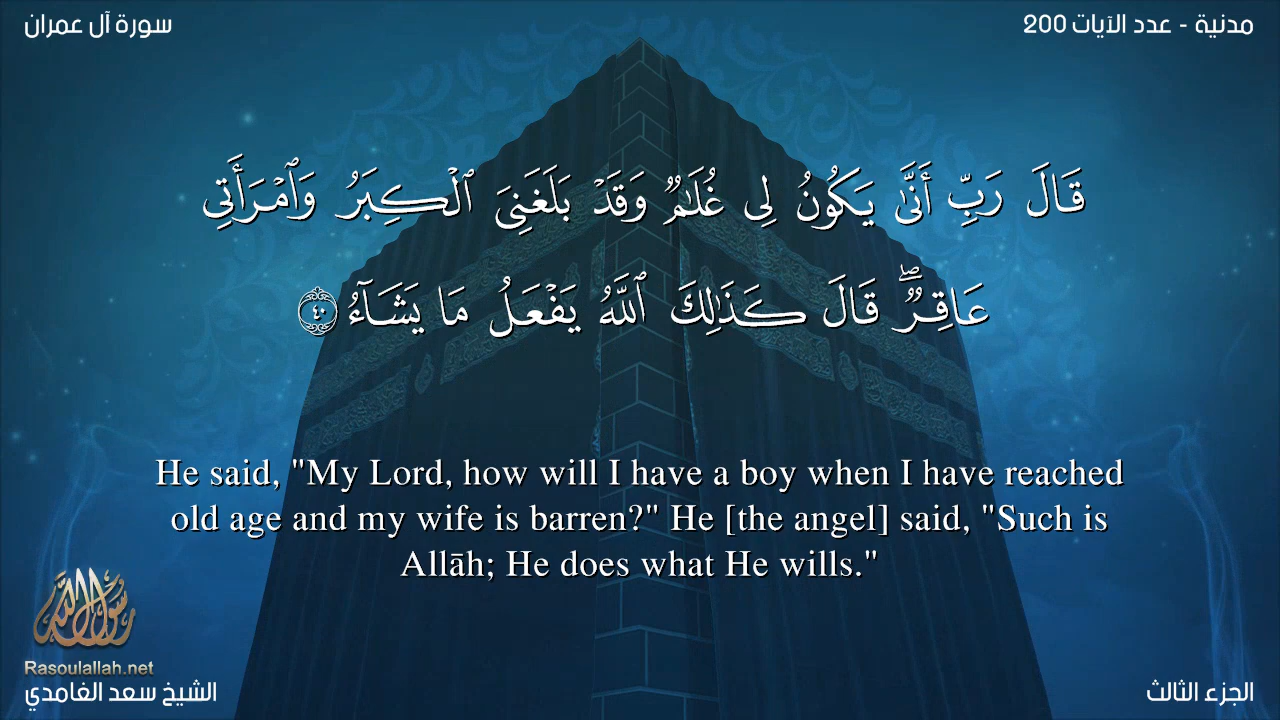 سورة آل عمران
مدنية - عدد الآيات 200
قَالَ رَبِّ أَنَّىٰ يَكُونُ لِى غُلَٰمٌ وَقَدْ بَلَغَنِىَ ٱلْكِبَرُ وَٱمْرَأَتِى
عَاقِرٌ ۖ قَالَ كَذَٰلِكَ ٱللَّهُ يَفْعَلُ مَا يَشَآءُ ٤٠
He said, "My Lord, how will I have a boy when I have reached
old age and my wife is barren?" He [the angel] said, "Such is
Allāh; He does what He wills."
رسول الله
Rasoulallah.net
الشيخ سعد الغامدي
الجزء الثالث